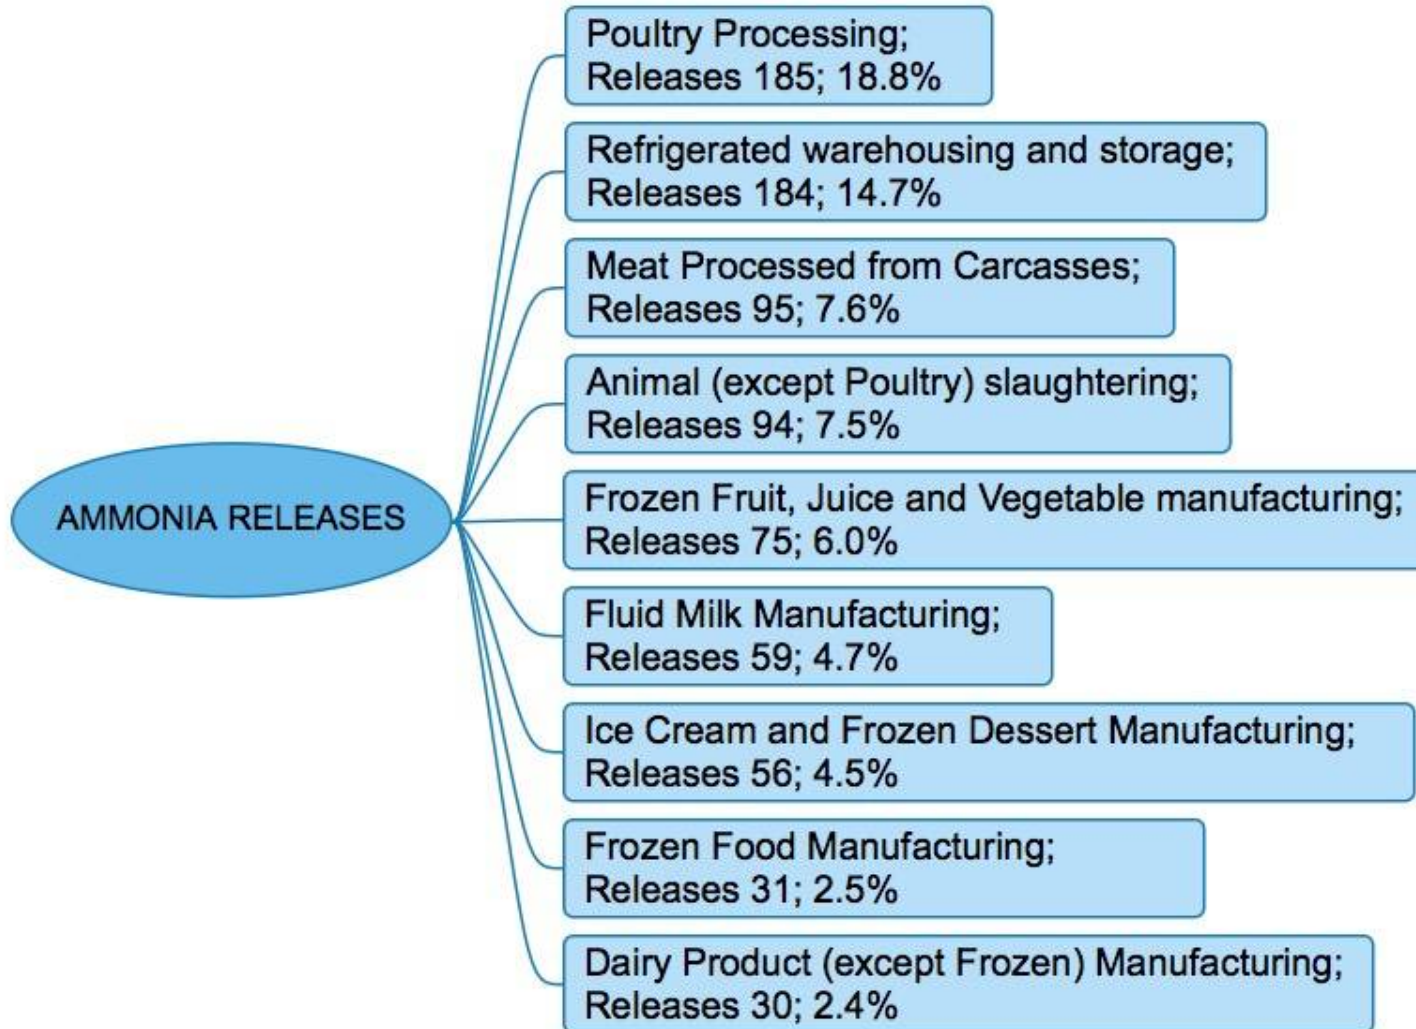 Poultry Processing;
Releases 185; 18.8%
Refrigerated warehousing and storage;
Releases 184; 14.7%
Meat Processed from Carcasses;
Releases 95; 7.6%
Animal (except Poultry) slaughtering;
Releases 94; 7.5%
AMMONIA RELEASES
Frozen Fruit, Juice and Vegetable manufacturing;
Releases 75; 6.0%
Fluid Milk Manufacturing;
Releases 59; 4.7%
Ice Cream and Frozen Dessert Manufacturing;
Releases 56; 4.5%
Frozen Food Manufacturing;
Releases 31; 2.5%
Dairy Product (except Frozen) Manufacturing;
Releases 30; 2.4%